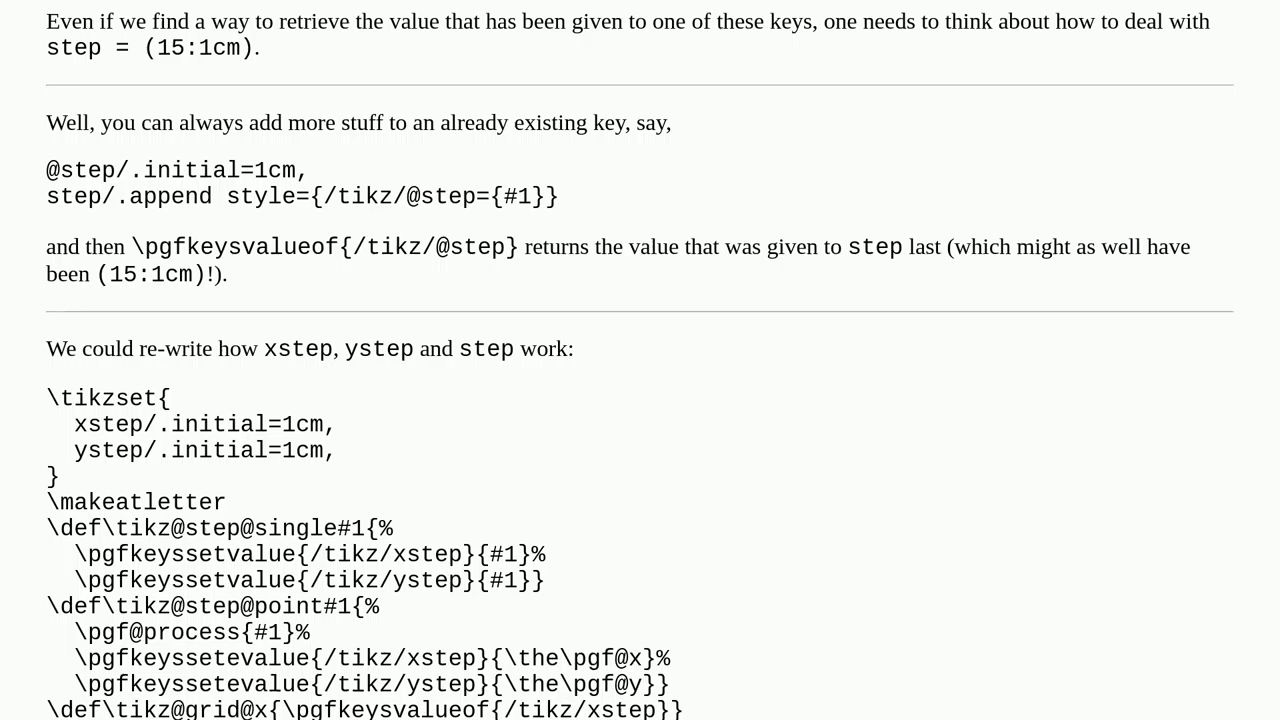 Even if we find a way to retrieve the value that has been given to one of these keys, one needs to think about how to deal with
step = (15:1cm).
Well, you can always add more stuff to an already existing key, say,
@step/.initial=1cm,
step/.append style={/tikz/@step={#1}}
and then \pgfkeysvalueof{/tikz/@step} returns the value that was given to step last (which might as well have
been (15:1cm)!).
We could re-write how xstep, ystep and step work:
\tikzset{
  xstep/.initial=1cm,
  ystep/.initial=1cm,
}
\makeatletter
\def\tikz@step@single#1{%
  \pgfkeyssetvalue{/tikz/xstep}{#1}%
  \pgfkeyssetvalue{/tikz/ystep}{#1}}
\def\tikz@step@point#1{%
  \pgf@process{#1}%
  \pgfkeyssetevalue{/tikz/xstep}{\the\pgf@x}%
  \pgfkeyssetevalue{/tikz/ystep}{\the\pgf@y}}
\def\tikz@grid@x{\pgfkeysvalueof{/tikz/xstep}}